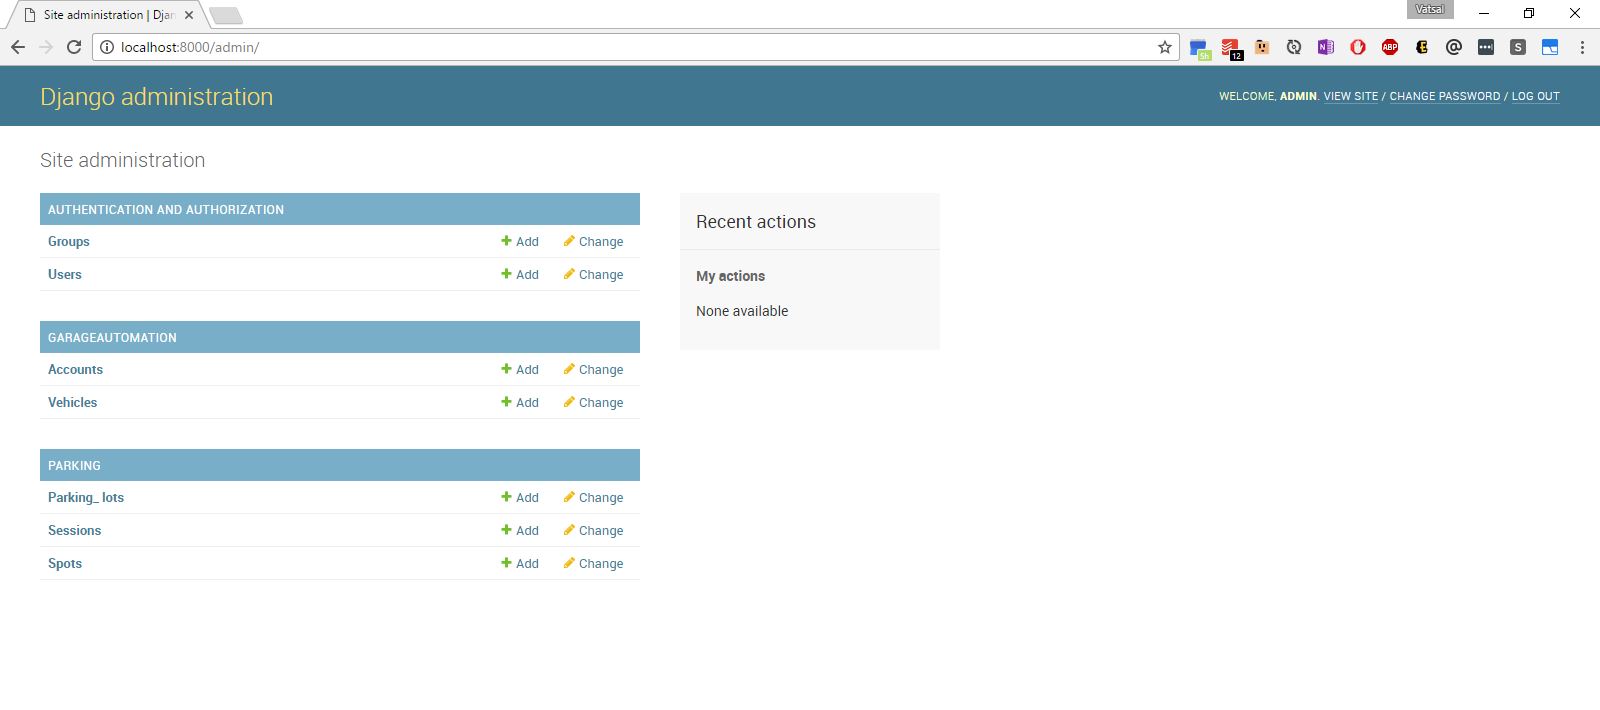 Site administration | Djan
Vatsal
localhost:8000/admin/
5h
12
N
ABP
S
Django administration
WELCOME, ADMIN. VIEW SITE / CHANGE PASSWORD / LOG OUT
Site administration
AUTHENTICATION AND AUTHORIZATION
Groups Add Change
Users Add Change
GARAGEAUTOMATION
Accounts Add Change
Vehicles Add Change
PARKING
Parking_ lots Add Change
Sessions Add Change
Spots Add Change
Recent actions
My actions
None available